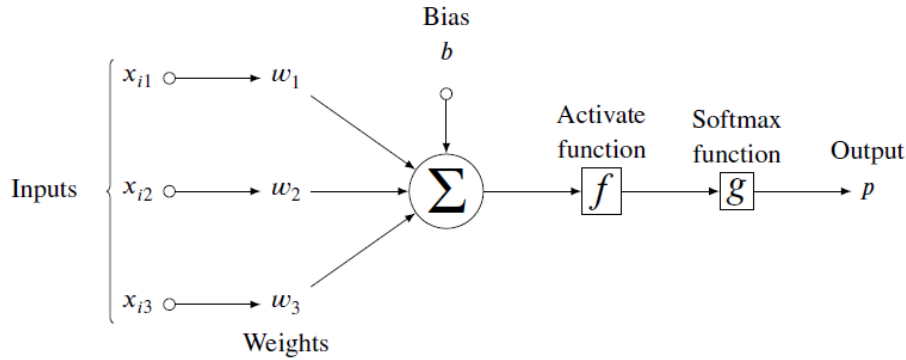 Bias
b
x_{i1} w_1
Activate
function
Softmax
function
Output
Inputs
x_{i2} w_2 Σ f g p
x_{i3} w_3
Weights